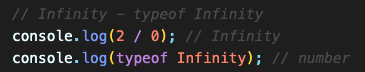 // Infinity – typeof Infinity
console.log(2 / 0); // Infinity
console.log(typeof Infinity); // number